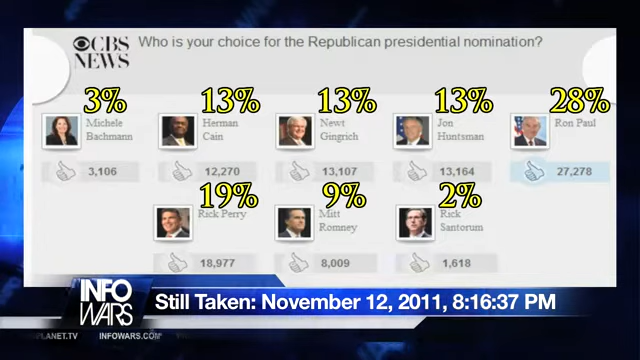 CBS
NEWS
Who is your choice for the Republican presidential nomination?
3%
Michele
Bachmann
3,106
13%
Herman
Cain
12,270
13%
Newt
Gingrich
13,107
13%
Jon
Huntsman
13,164
28%
Ron Paul
27,278
19%
Rick Perry
18,977
9%
Mitt
Romney
8,009
2%
Rick
Santorum
1,618
INFO
WARS
Still Taken: November 12, 2011, 8:16:37 PM
PLANET.TV INFOWARS.COM